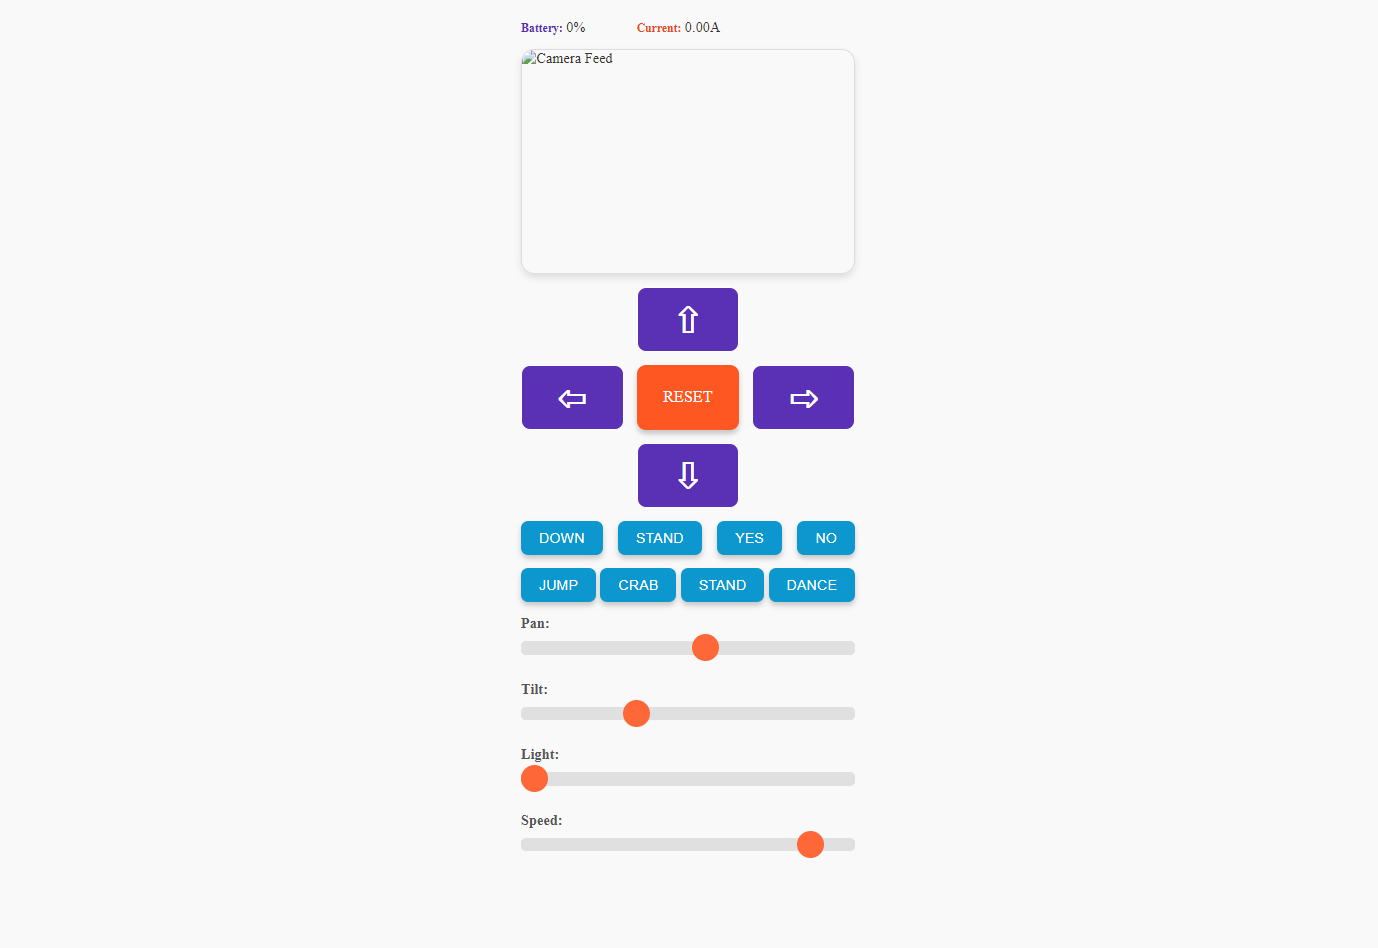 Battery: 0% Current: 0.00A
Camera Feed
⇧
⇦ RESET ⇨
⇩
DOWN STAND YES NO
JUMP CRAB STAND DANCE
Pan:
Tilt:
Light:
Speed: